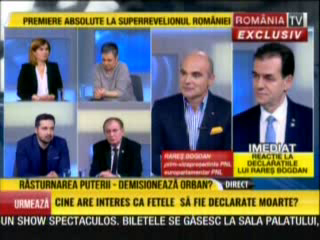 PREMIERE ABSOLUTE LA SUPERREVELIONUL ROMÂNIEI
ROMÂNIA TV
EXCLUSIV
RAREȘ BOGDAN
prim-vicepreședinte PNL
europarlamentar PNL
IMEDIAT
REACȚIE LA
DECLARAȚIILE
LUI RAREȘ BOGDAN
RĂSTURNAREA PUTERII - DEMISIONEAZĂ ORBAN?
DIRECT
URMEAZĂ
CINE ARE INTERES CA FETELE SĂ FIE DECLARATE MOARTE?
UN SHOW SPECTACULOS. BILETELE SE GĂSESC LA SALA PALATULUI,